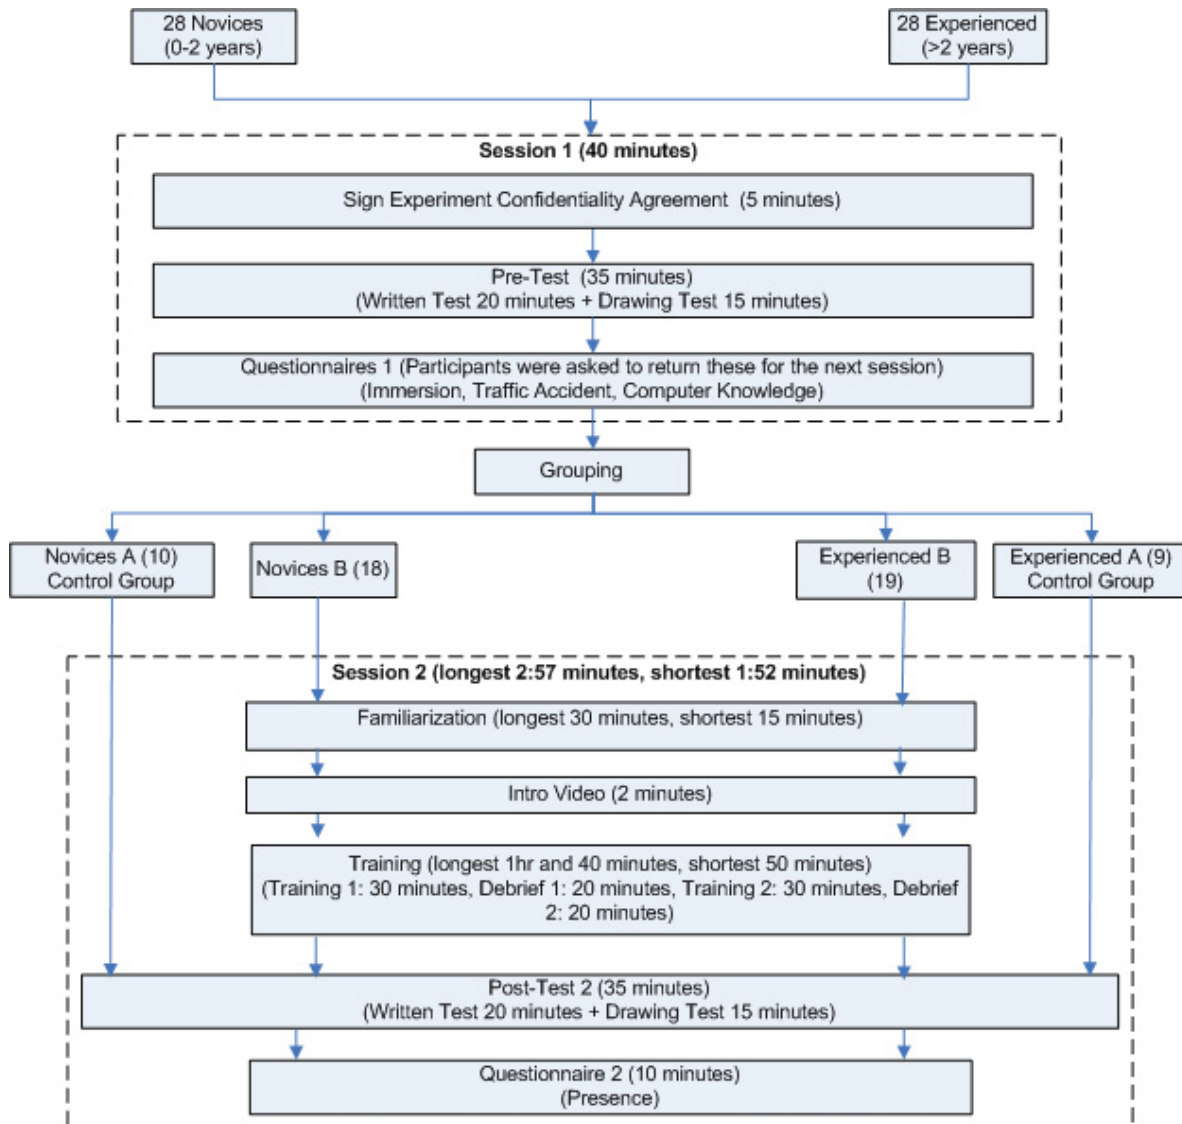 28 Novices
(0-2 years)
28 Experienced
(>2 years)
Session 1 (40 minutes)
Sign Experiment Confidentiality Agreement (5 minutes)
Pre-Test (35 minutes)
(Written Test 20 minutes + Drawing Test 15 minutes)
Questionnaires 1 (Participants were asked to return these for the next session)
(Immersion, Traffic Accident, Computer Knowledge)
Grouping
Novices A (10)
Control Group
Novices B (18)
Experienced B
(19)
Experienced A (9)
Control Group
Session 2 (longest 2:57 minutes, shortest 1:52 minutes)
Familiarization (longest 30 minutes, shortest 15 minutes)
Intro Video (2 minutes)
Training (longest 1hr and 40 minutes, shortest 50 minutes)
(Training 1: 30 minutes, Debrief 1: 20 minutes, Training 2: 30 minutes, Debrief
2: 20 minutes)
Post-Test 2 (35 minutes)
(Written Test 20 minutes + Drawing Test 15 minutes)
Questionnaire 2 (10 minutes)
(Presence)